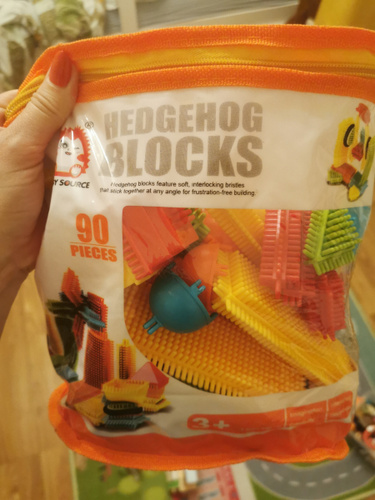 HEDGEHOG
BLOCKS
Hedgehog blocks feature soft, interlocking bristles
that stick together at any angle for frustration-free building.
SOURCE
90
PIECES
3+